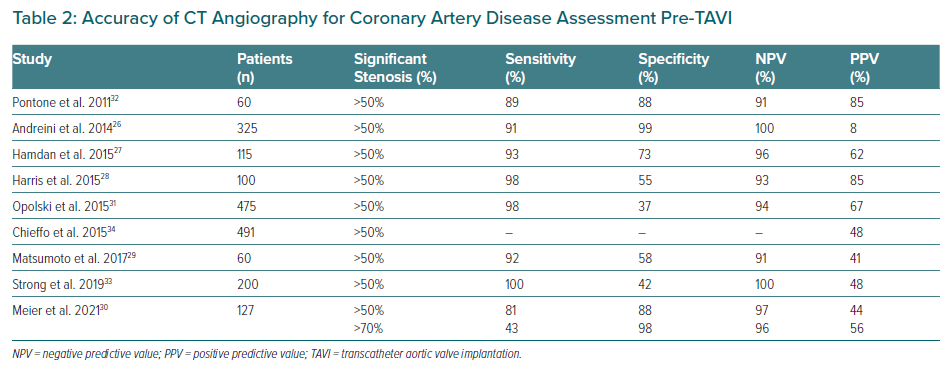 Table 2: Accuracy of CT Angiography for Coronary Artery Disease Assessment Pre-TAVI
Study Patients (n) Significant Stenosis (%) Sensitivity (%) Specificity (%) NPV (%) PPV (%)
Pontone et al. 2011³² 60 >50% 89 88 91 85
Andreini et al. 2014²⁶ 325 >50% 91 99 100 8
Hamdan et al. 2015²⁷ 115 >50% 93 73 96 62
Harris et al. 2015²⁸ 100 >50% 98 55 93 85
Opolski et al. 2015³¹ 475 >50% 98 37 94 67
Chieffo et al. 2015³⁴ 491 >50% – – – 48
Matsumoto et al. 2017²⁹ 60 >50% 92 58 91 41
Strong et al. 2019³³ 200 >50% 100 42 100 48
Meier et al. 2021³⁰ 127 >50% 81 88 97 44
>70% 43 98 96 56
NPV = negative predictive value; PPV = positive predictive value; TAVI = transcatheter aortic valve implantation.